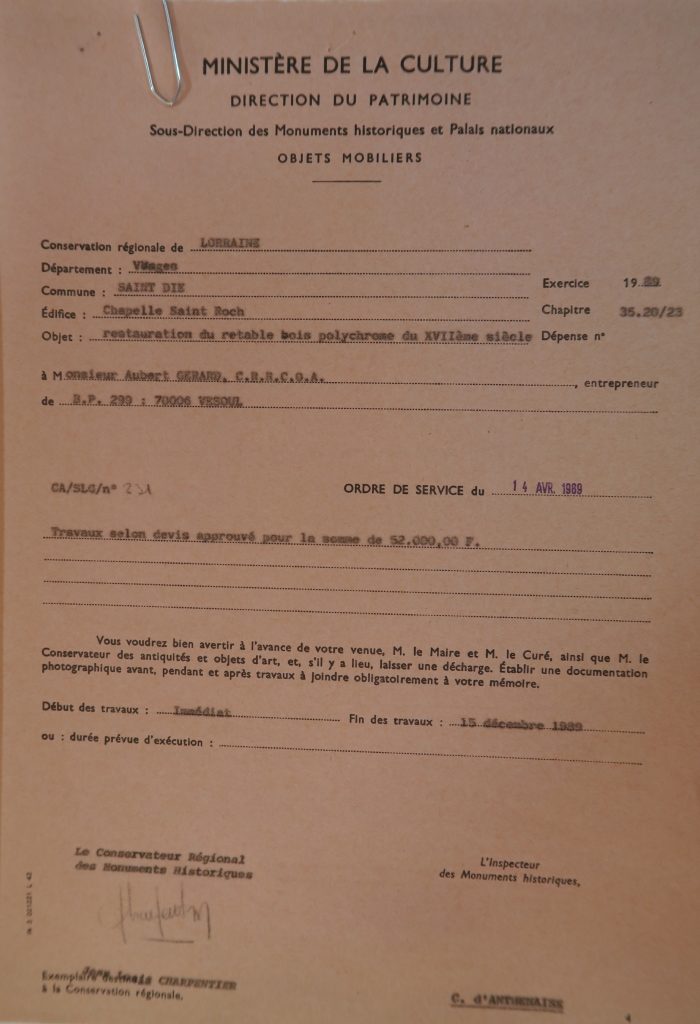 MINISTÈRE DE LA CULTURE
DIRECTION DU PATRIMOINE
Sous-Direction des Monuments historiques et Palais nationaux
OBJETS MOBILIERS
Conservation régionale de LORRAINE
Département : Vosges
Commune : SAINT DIE
Exercice 19 89
Édifice : Chapelle Saint Roch
Chapitre 35.20/23
Objet : restauration du retable bois polychrome du XVIIème siècle
Dépense n°
à Monsieur Aubert GERARD, C.R.R.C.O.A. , entrepreneur
de B.P. 299 : 70006 VESOUL
CA/SLG/n° 231
ORDRE DE SERVICE du 14 AVR. 1989
Travaux selon devis approuvé pour la somme de 52.000,00 F.
Vous voudrez bien avertir à l'avance de votre venue, M. le Maire et M. le Curé, ainsi que M. le
Conservateur des antiquités et objets d'art, et, s'il y a lieu, laisser une décharge. Établir une documentation
photographique avant, pendant et après travaux à joindre obligatoirement à votre mémoire.
Début des travaux : Immédiat Fin des travaux : 15 décembre 1989
ou : durée prévue d'exécution :
Le Conservateur Régional
des Monuments Historiques
L'Inspecteur
des Monuments historiques,
Jean Louis CHARPENTIER
Exemplaire destiné
à la Conservation régionale.
C. d'ANTHENAISE